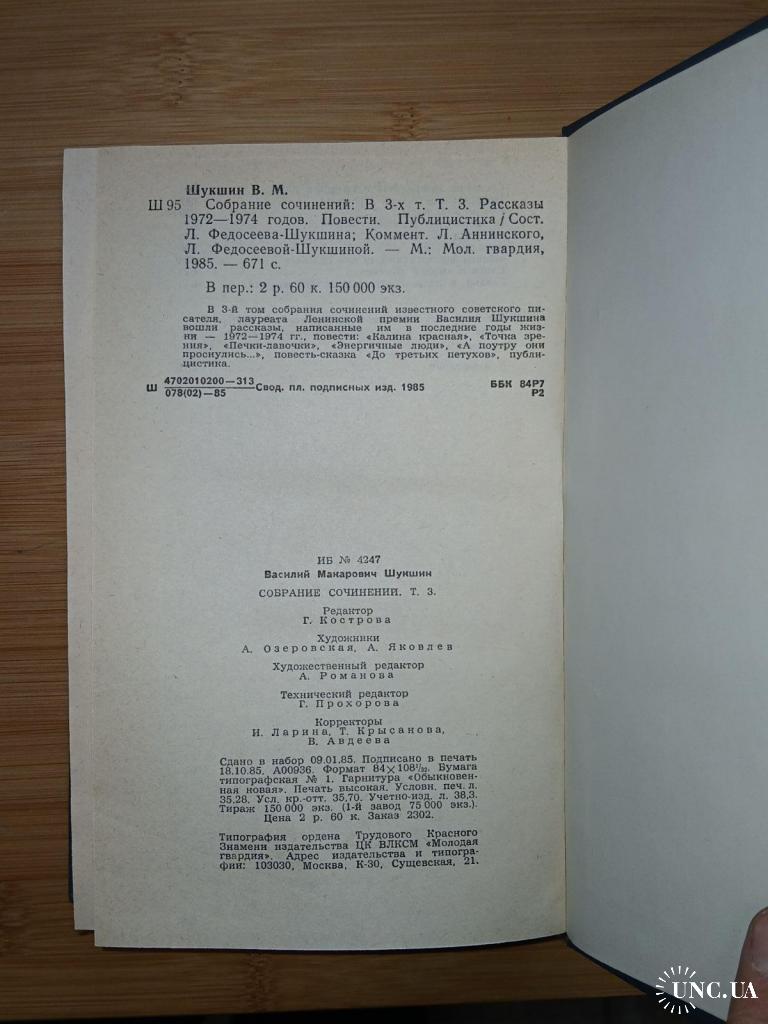 Шукшин В. М.
Ш 95 Собрание сочинений: В 3-х т. Т. 3. Рассказы
1972—1974 годов. Повести. Публицистика / Сост.
Л. Федосеева-Шукшина; Коммент. Л. Аннинского,
Л. Федосеевой-Шукшиной. — М.: Мол. гвардия,
1985. — 671 с.
В пер.: 2 р. 60 к. 150 000 экз.
В 3-й том собрания сочинений известного советского пи-
сателя, лауреата Ленинской премии Василия Шукшина
вошли рассказы, написанные им в последние годы жиз-
ни — 1972—1974 гг., повести: «Калина красная», «Точка зре-
ния», «Печки-лавочки», «Энергичные люди», «А поутру они
проснулись...», повесть-сказка «До третьих петухов», публи-
цистика.
Ш 4702010200—313 Свод. пл. подписных изд. 1985 ББК 84Р7
078(02)—85 Р2
ИБ № 4247
Василий Макарович Шукшин
СОБРАНИЕ СОЧИНЕНИЙ. Т. 3.
Редактор
Г. Кострова
Художники
А. Озеровская, А. Яковлев
Художественный редактор
А. Романова
Технический редактор
Г. Прохорова
Корректоры
И. Ларина, Т. Крысанова,
В. Авдеева
Сдано в набор 09.01.85. Подписано в печать
18.10.85. А00936. Формат 84×108¹/₃₂. Бумага
типографская № 1. Гарнитура «Обыкновен-
ная новая». Печать высокая. Условн. печ. л.
35,28. Усл. кр.-отт. 35,70. Учетно-изд. л. 38,3.
Тираж 150 000 экз. (1-й завод 75 000 экз.).
Цена 2 р. 60 к. Заказ 2302.
Типография ордена Трудового Красного
Знамени издательства ЦК ВЛКСМ «Молодая
гвардия». Адрес издательства и типогра-
фии: 103030, Москва, К-30, Сущевская, 21.
UNC.UA